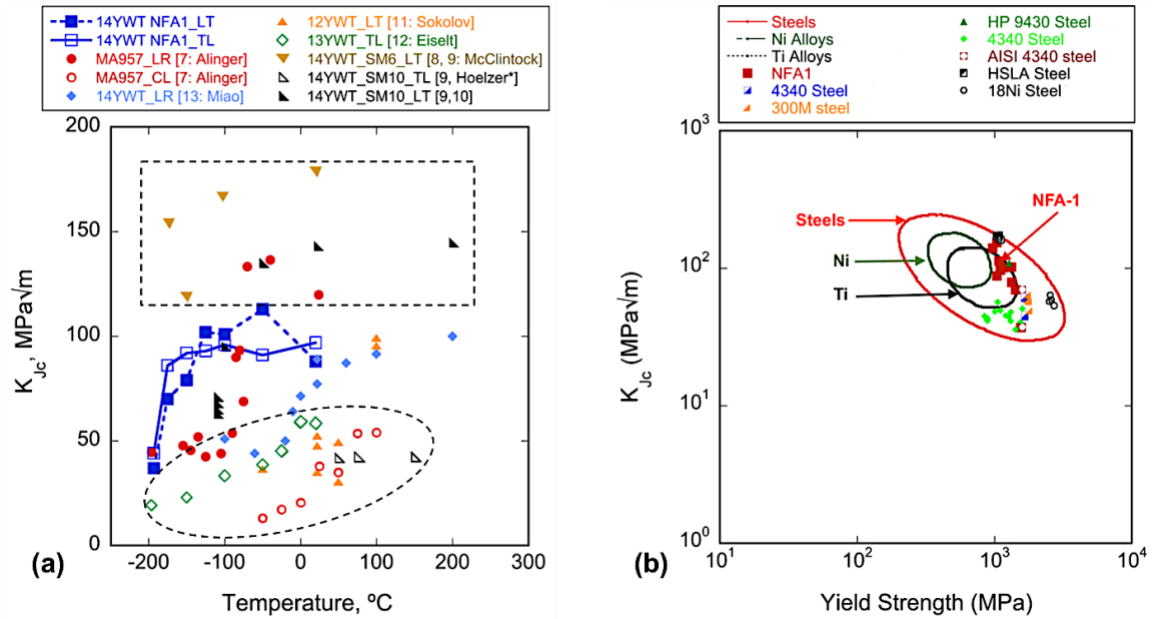 14YWT NFA1_LT
14YWT NFA1_TL
MA957_LR [7: Alinger]
MA957_CL [7: Alinger]
14YWT_LR [13: Miao]
12YWT_LT [11: Sokolov]
13YWT_TL [12: Eiselt]
14YWT_SM6_LT [8, 9: McClintock]
14YWT_SM10_TL [9, Hoelzer*]
14YWT_SM10_LT [9,10]
200
150
100
50
0
K_Jc, MPa√m
-200 -100 0 100 200 300
Temperature, ºC
(a)
Steels
Ni Alloys
Ti Alloys
NFA1
4340 Steel
300M steel
HP 9430 Steel
4340 Steel
AISI 4340 steel
HSLA Steel
18Ni Steel
10³
10²
10¹
10⁰
K_Jc (MPa√m)
NFA-1
Steels
Ni
Ti
10¹ 10² 10³ 10⁴
Yield Strength (MPa)
(b)